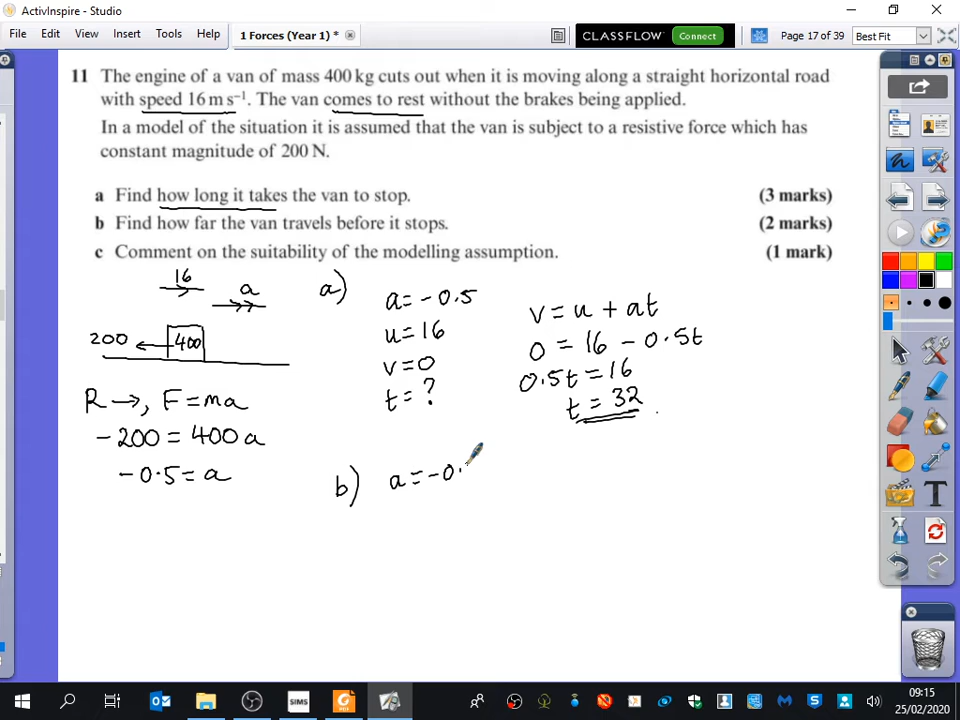 ActivInspire - Studio
File Edit View Insert Tools Help
1 Forces (Year 1) *
CLASSFLOW Connect
Page 17 of 39
Best Fit
11 The engine of a van of mass 400 kg cuts out when it is moving along a straight horizontal road
with speed 16 m s⁻¹. The van comes to rest without the brakes being applied.
In a model of the situation it is assumed that the van is subject to a resistive force which has
constant magnitude of 200 N.
a Find how long it takes the van to stop. (3 marks)
b Find how far the van travels before it stops. (2 marks)
c Comment on the suitability of the modelling assumption. (1 mark)
16
a
200
400
R →, F = ma
-200 = 400a
-0.5 = a
a)
a = -0.5
u = 16
v = 0
t = ?
v = u + at
0 = 16 - 0.5t
0.5t = 16
t = 32
b) a = -0.
SIMS
09:15
25/02/2020